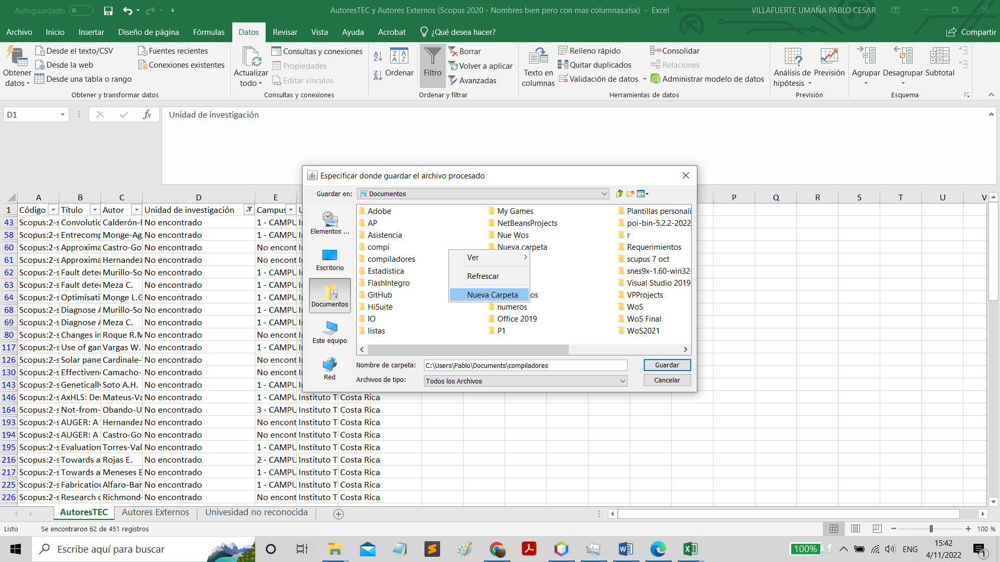 Autoguardado
AutoresTEC y Autores Externos (Scopus 2020 - Nombres bien pero con mas columnas.xlsx) - Excel
VILLAFUERTE UMAÑA PABLO CESAR
Archivo Inicio Insertar Diseño de página Fórmulas Datos Revisar Vista Ayuda Acrobat ¿Qué desea hacer? Compartir
Obtener datos
Desde el texto/CSV
Desde la web
Desde una tabla o rango
Fuentes recientes
Conexiones existentes
Obtener y transformar datos
Actualizar todo
Consultas y conexiones
Propiedades
Editar vínculos
Consultas y conexiones
Ordenar
Filtro
Borrar
Volver a aplicar
Avanzadas
Ordenar y filtrar
Texto en columnas
Relleno rápido
Quitar duplicados
Validación de datos
Consolidar
Relaciones
Administrar modelo de datos
Herramientas de datos
Análisis de hipótesis
Previsión
Previsión
Agrupar
Desagrupar
Subtotal
Esquema
D1
fx
Unidad de investigación
Especificar donde guardar el archivo procesado
Guardar en: Documentos
Elementos ...
Escritorio
Documentos
Este equipo
Red
Adobe
AP
Asistencia
compi
compiladores
Estadistica
FlashIntegro
GitHub
HiSuite
IO
listas
My Games
NetBeansProjects
Nue Wos
Nueva carpeta
os
numeros
Office 2019
P1
Plantillas personali
poi-bin-5.2.2-2022
r
Requerimientos
scupus 7 oct
snes9x-1.60-win32-
Visual Studio 2019
VPProjects
WoS
WoS Final
WoS2021
Ver
Refrescar
Nueva Carpeta
Nombre de carpeta: C:\Users\Pablo\Documents\compiladores
Guardar
Archivos de tipo: Todos los Archivos
Cancelar
A B C D E P Q R S T U V
1 Código Título Autor Unidad de investigación Campus U
43 Scopus:2-s Convolutic Calderón-F No encontrado 1 - CAMPU In
58 Scopus:2-s Entrecomp Monge-Ag No encontrado 1 - CAMPU In
60 Scopus:2-s Approxima Castro-Go No encontrado No encont In
61 Scopus:2-s Approxima Hernandez No encontrado No encont In
62 Scopus:2-s Fault detec Murillo-So No encontrado 1 - CAMPU In
63 Scopus:2-s Fault detec Meza C. No encontrado 1 - CAMPU In
64 Scopus:2-s Optimisati Monge L.G No encontrado 1 - CAMPU In
68 Scopus:2-s Diagnose A Murillo-So No encontrado 1 - CAMPU In
69 Scopus:2-s Diagnose A Meza C. No encontrado 1 - CAMPU In
80 Scopus:2-s Changes in Roque R.M No encontrado No encont In
117 Scopus:2-s Use of gan Vargas W. No encontrado 1 - CAMPU In
126 Scopus:2-s Solar pane Cardinale- No encontrado No encont In
130 Scopus:2-s Effectiven Camacho- No encontrado No encont In
143 Scopus:2-s Genetically Soto A.H. No encontrado 1 - CAMPU In
146 Scopus:2-s AxHLS: Des Mateus-Va No encontrado 1 - CAMPU Instituto T Costa Rica
164 Scopus:2-s Not-from- Obando-U No encontrado 3 - CAMPU Instituto T Costa Rica
193 Scopus:2-s AUGER: A Hernandez No encontrado No encont Instituto T Costa Rica
194 Scopus:2-s AUGER: A Castro-Go No encontrado No encont Instituto T Costa Rica
195 Scopus:2-s Evaluation Torres-Val No encontrado 1 - CAMPU Instituto T Costa Rica
216 Scopus:2-s Towards a Rojas E. No encontrado 2 - CAMPU Instituto T Costa Rica
217 Scopus:2-s Towards a Meneses E No encontrado 1 - CAMPU Instituto T Costa Rica
225 Scopus:2-s Fabrication Alfaro-Bar No encontrado 1 - CAMPU Instituto T Costa Rica
226 Scopus:2-s Research c Richmond- No encontrado No encont Instituto T Costa Rica
AutoresTEC Autores Externos Univesidad no reconocida
Listo Se encontraron 62 de 451 registros 100 %
Escribe aquí para buscar
100%
ENG
15:42
4/11/2022
1